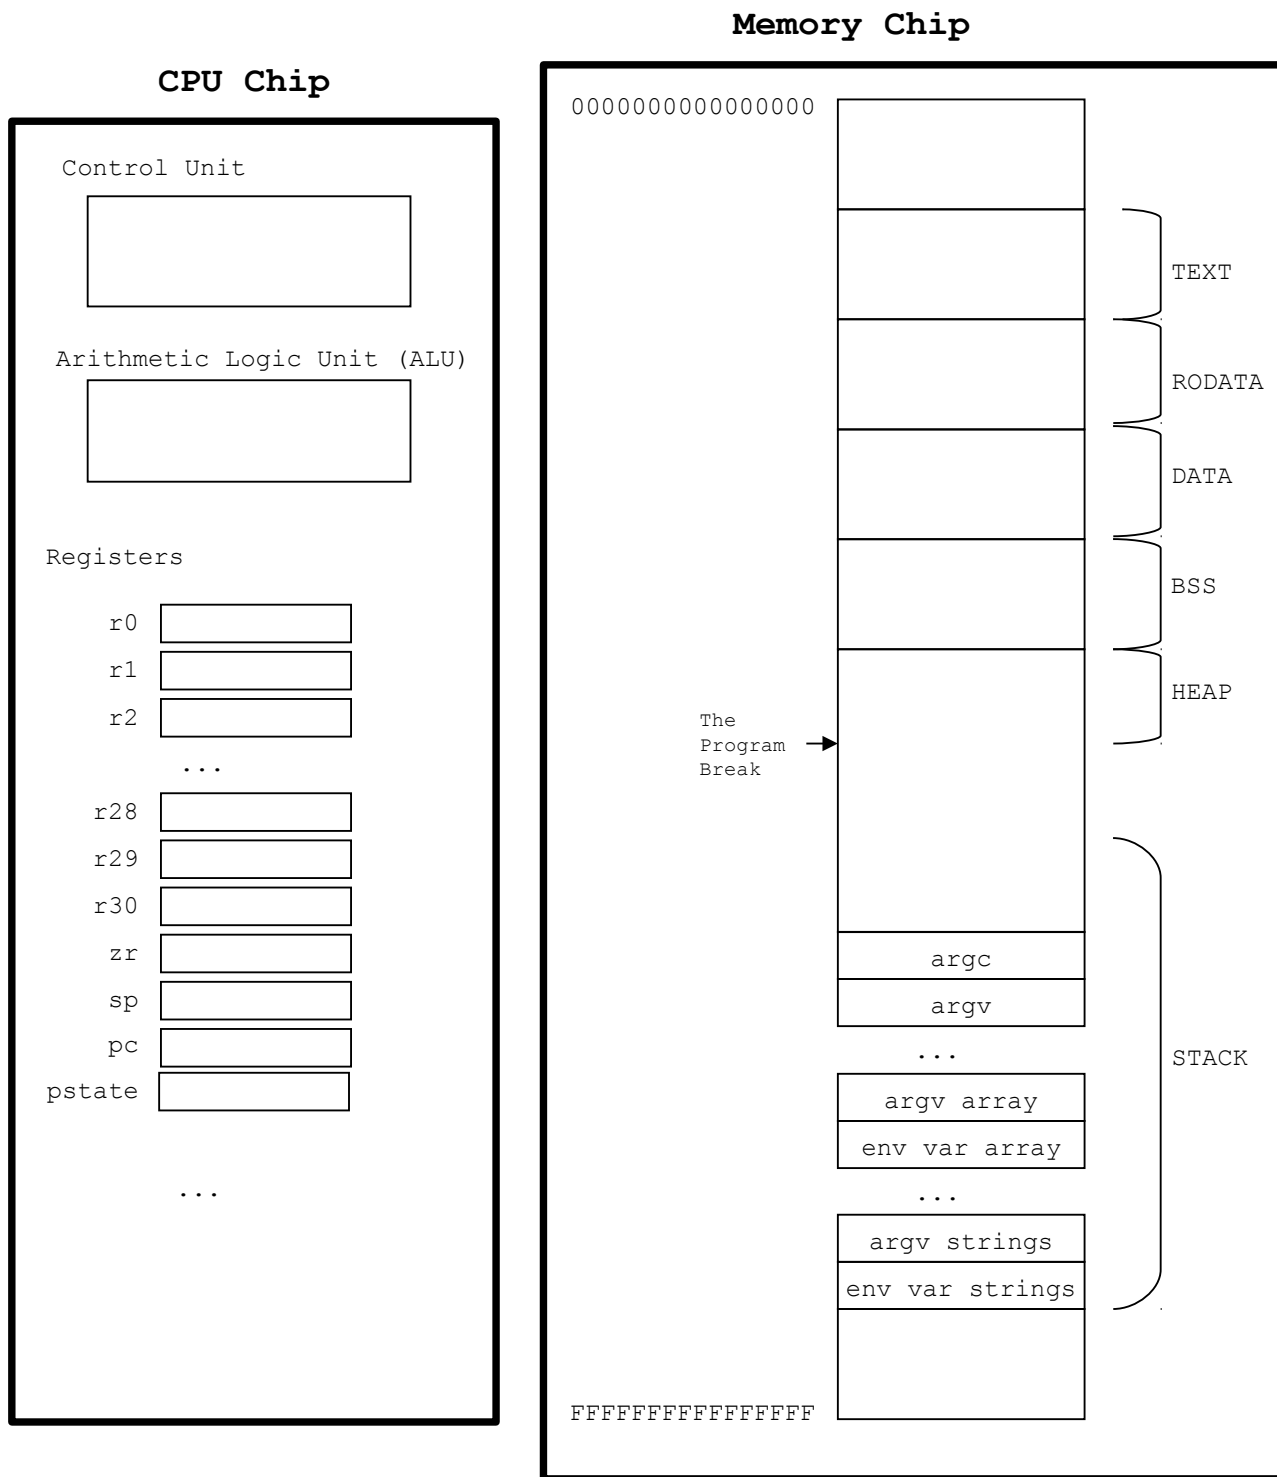 Memory Chip
CPU Chip
0000000000000000
Control Unit
TEXT
Arithmetic Logic Unit (ALU)
RODATA
DATA
Registers
BSS
r0
r1
HEAP
r2
The
Program
Break
...
r28
r29
r30
zr
argc
sp
argv
pc
...
STACK
pstate
argv array
env var array
...
...
argv strings
env var strings
FFFFFFFFFFFFFFFF